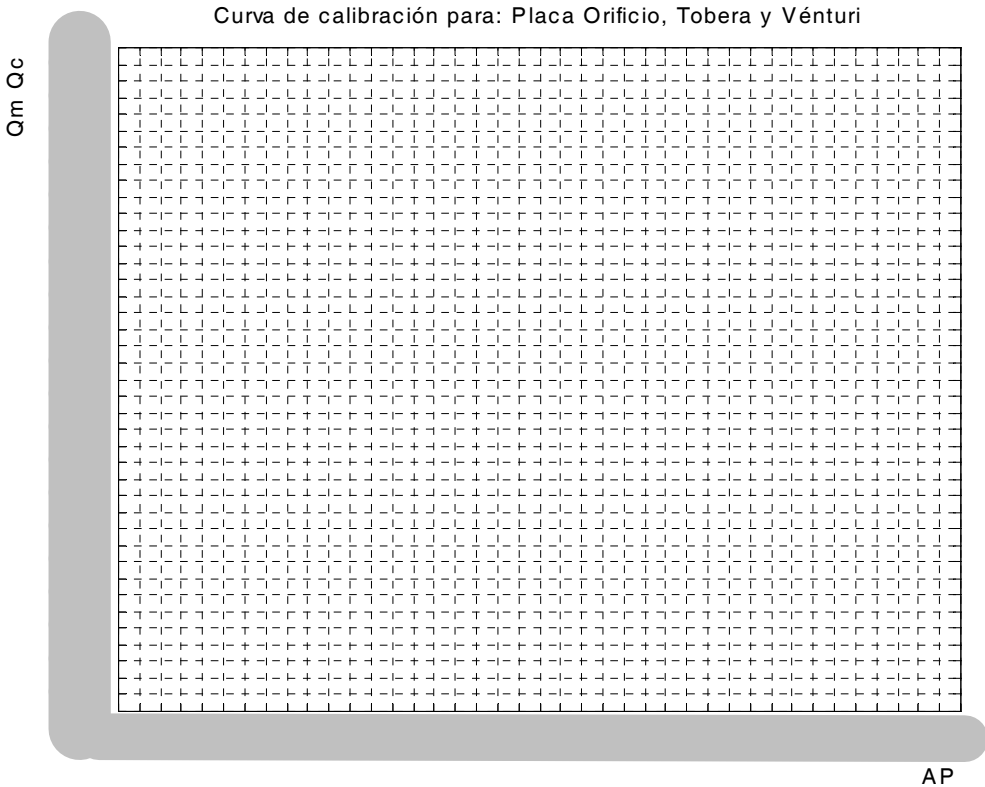 Curva de calibración para: Placa Orificio, Tobera y Vénturi
Qm Qc
AP